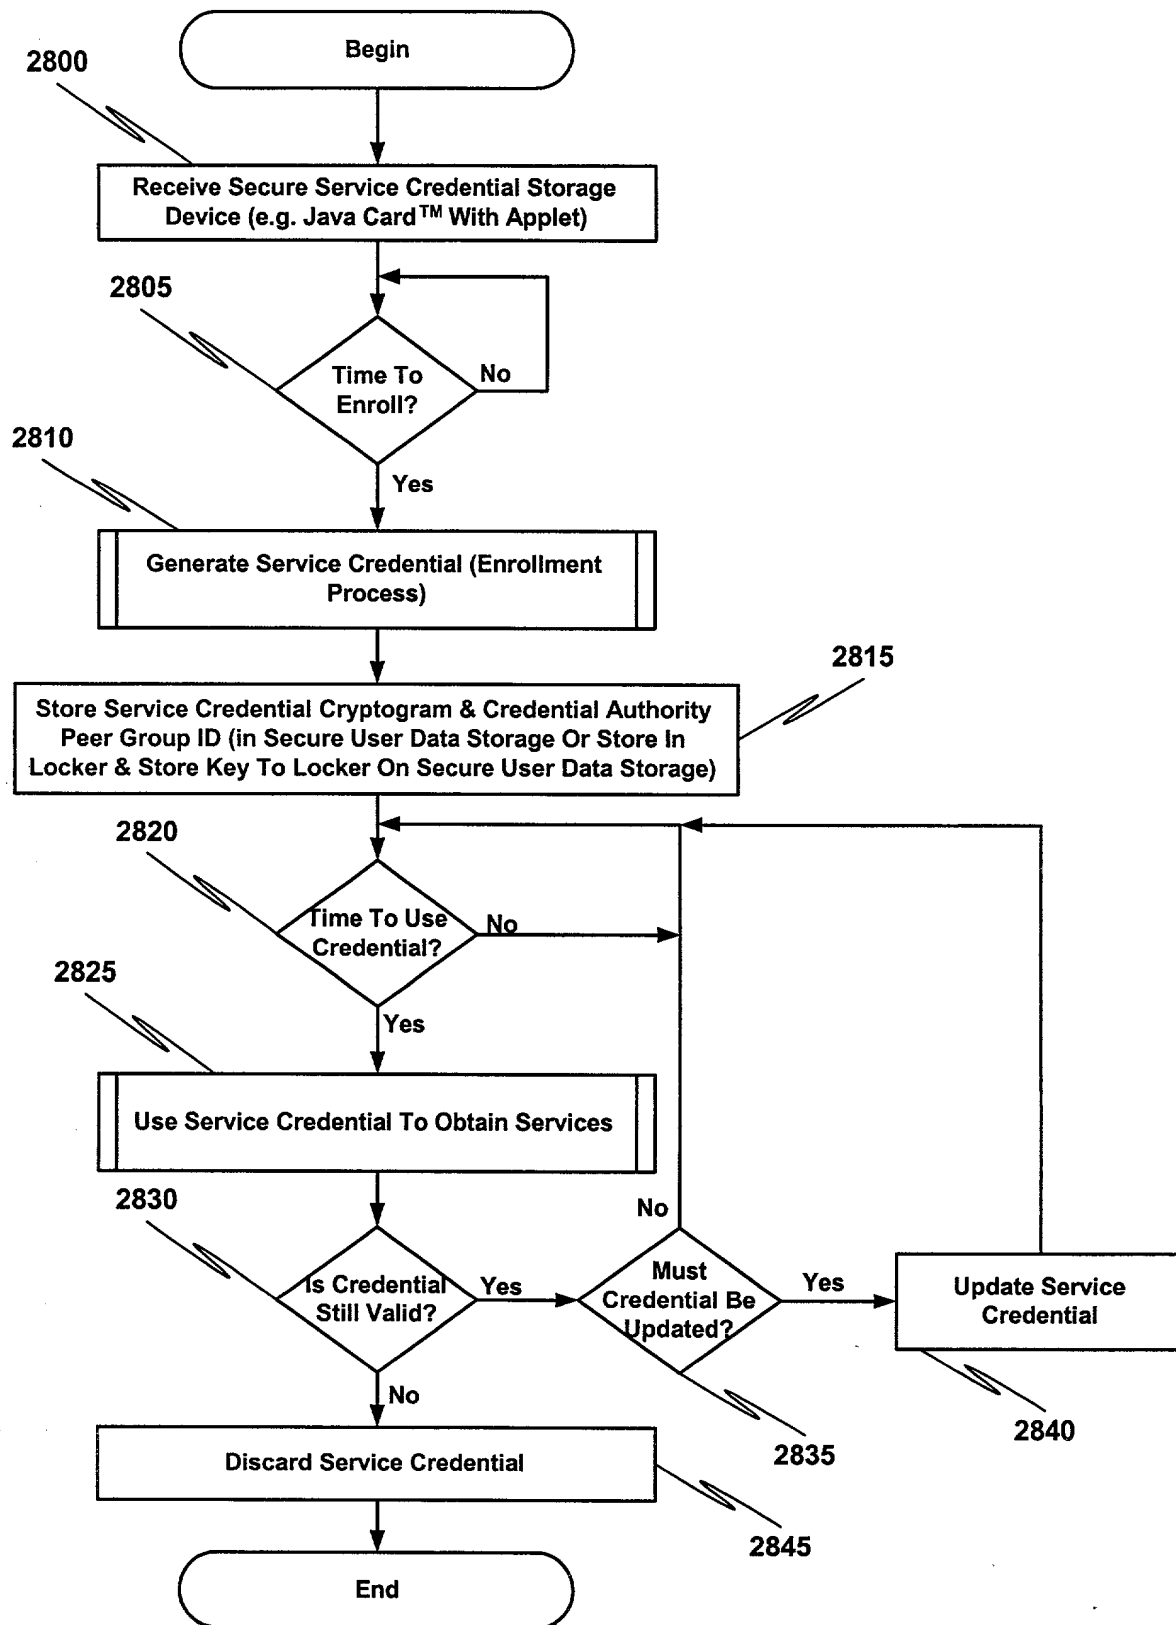 Begin
2800
Receive Secure Service Credential Storage
Device (e.g. Java Card™ With Applet)
2805
Time To
Enroll?
No
Yes
2810
Generate Service Credential (Enrollment
Process)
2815
Store Service Credential Cryptogram & Credential Authority
Peer Group ID (in Secure User Data Storage Or Store In
Locker & Store Key To Locker On Secure User Data Storage)
2820
Time To Use
Credential?
No
Yes
2825
Use Service Credential To Obtain Services
2830
Is Credential
Still Valid?
Yes
No
Must
Credential Be
Updated?
No
Yes
2835
Update Service
Credential
2840
Discard Service Credential
2845
End